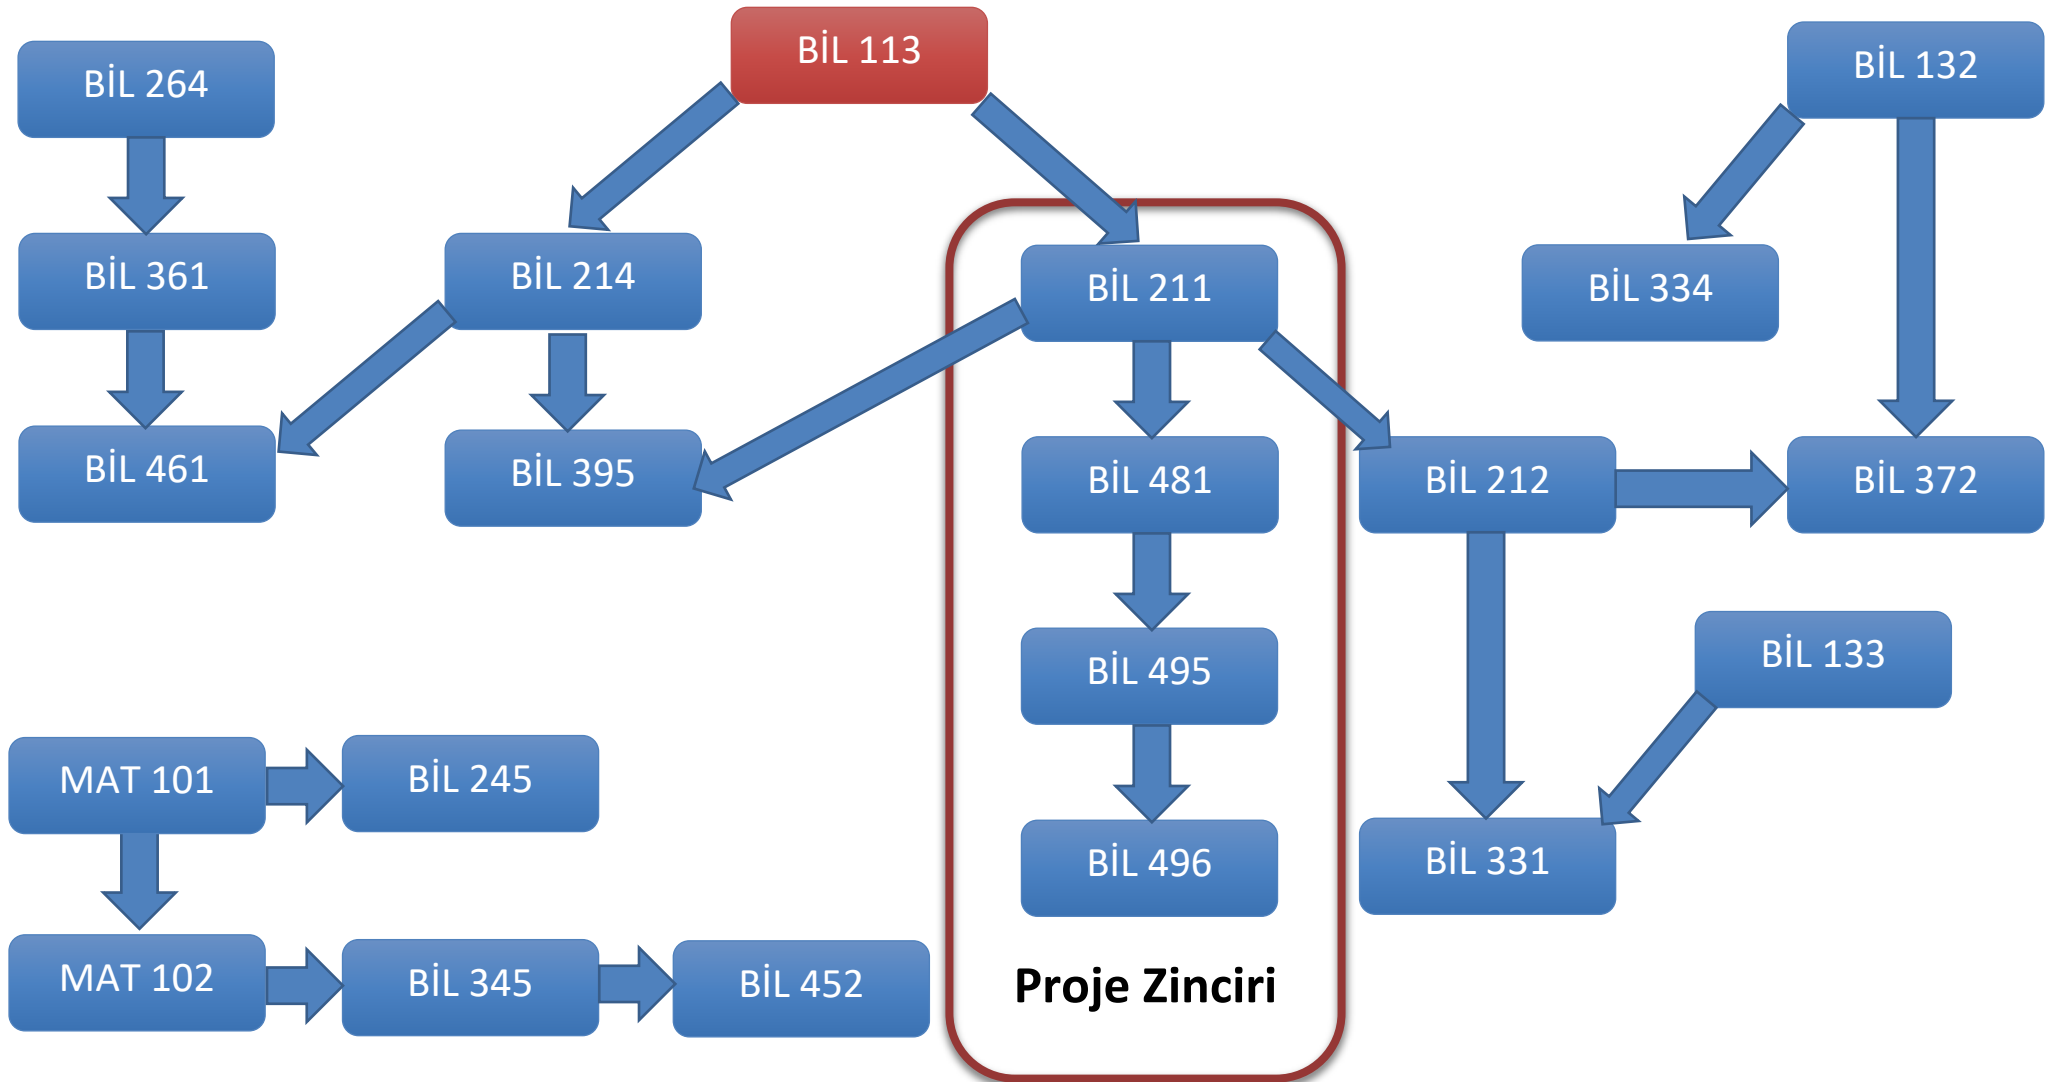 BİL 113
BİL 132
BİL 264
BİL 361
BİL 214
BİL 211
BİL 334
BİL 461
BİL 395
BİL 481
BİL 212
BİL 372
BİL 495
BİL 133
MAT 101
BİL 245
BİL 496
BİL 331
MAT 102
BİL 345
BİL 452
Proje Zinciri